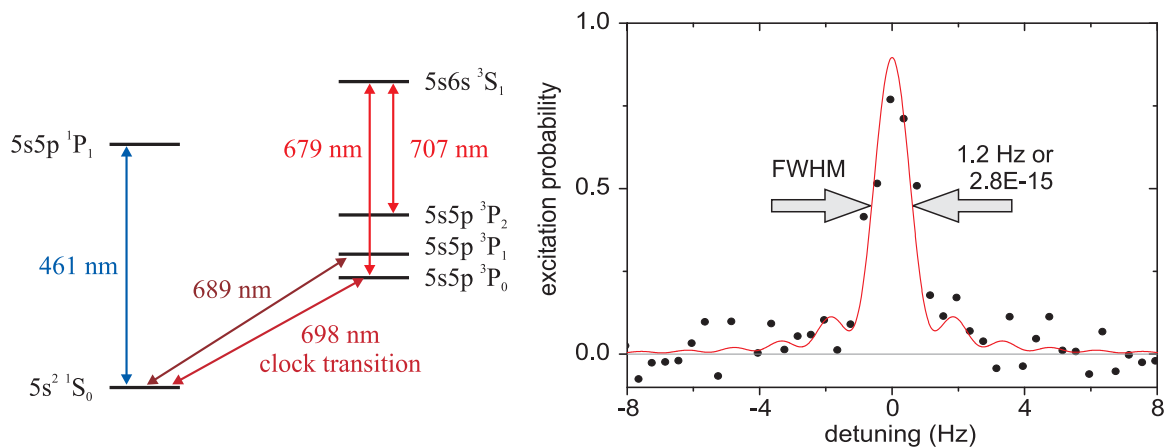 5s6s ³S₁
5s5p ¹P₁
679 nm
707 nm
5s5p ³P₂
5s5p ³P₁
5s5p ³P₀
461 nm
689 nm
698 nm
clock transition
5s² ¹S₀
1.0
0.5
0.0
excitation probability
FWHM
1.2 Hz or
2.8E-15
-8
-4
0
4
8
detuning (Hz)